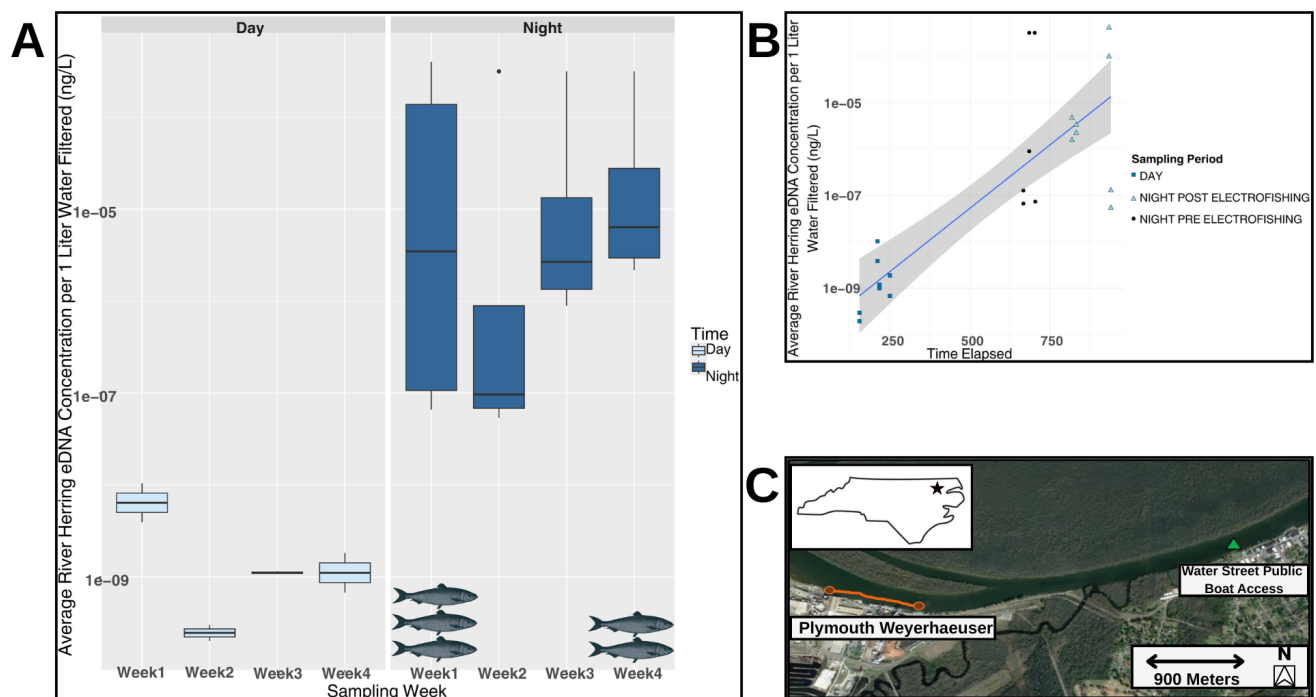 A
Day
Night
Average River Herring eDNA Concentration per 1 Liter Water Filtered (ng/L)
1e−05
1e−07
1e−09
Week1
Week2
Week3
Week4
Week1
Week2
Week3
Week4
Sampling Week
Time
Day
Night
B
Average River Herring eDNA Concentration per 1 Liter
Water Filtered (ng/L)
1e−05
1e−07
1e−09
250
500
750
Time Elapsed
Sampling Period
DAY
NIGHT POST ELECTROFISHING
NIGHT PRE ELECTROFISHING
C
Water Street Public
Boat Access
Plymouth Weyerhaeuser
900 Meters
N